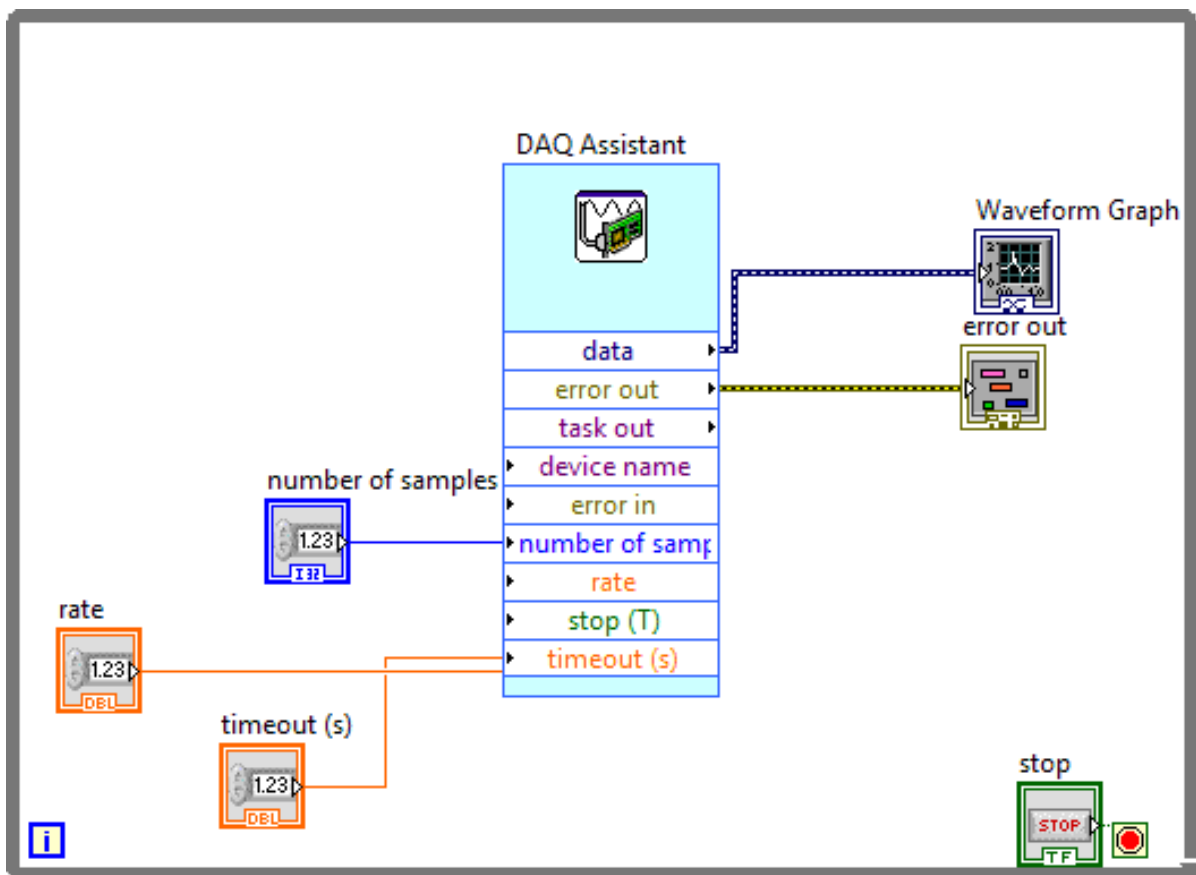 DAQ Assistant
Waveform Graph
data
error out
error out
task out
device name
number of samples
error in
1.23
I32
number of samp
rate
rate
stop (T)
1.23
DBL
timeout (s)
timeout (s)
1.23
DBL
stop
STOP
TF
i